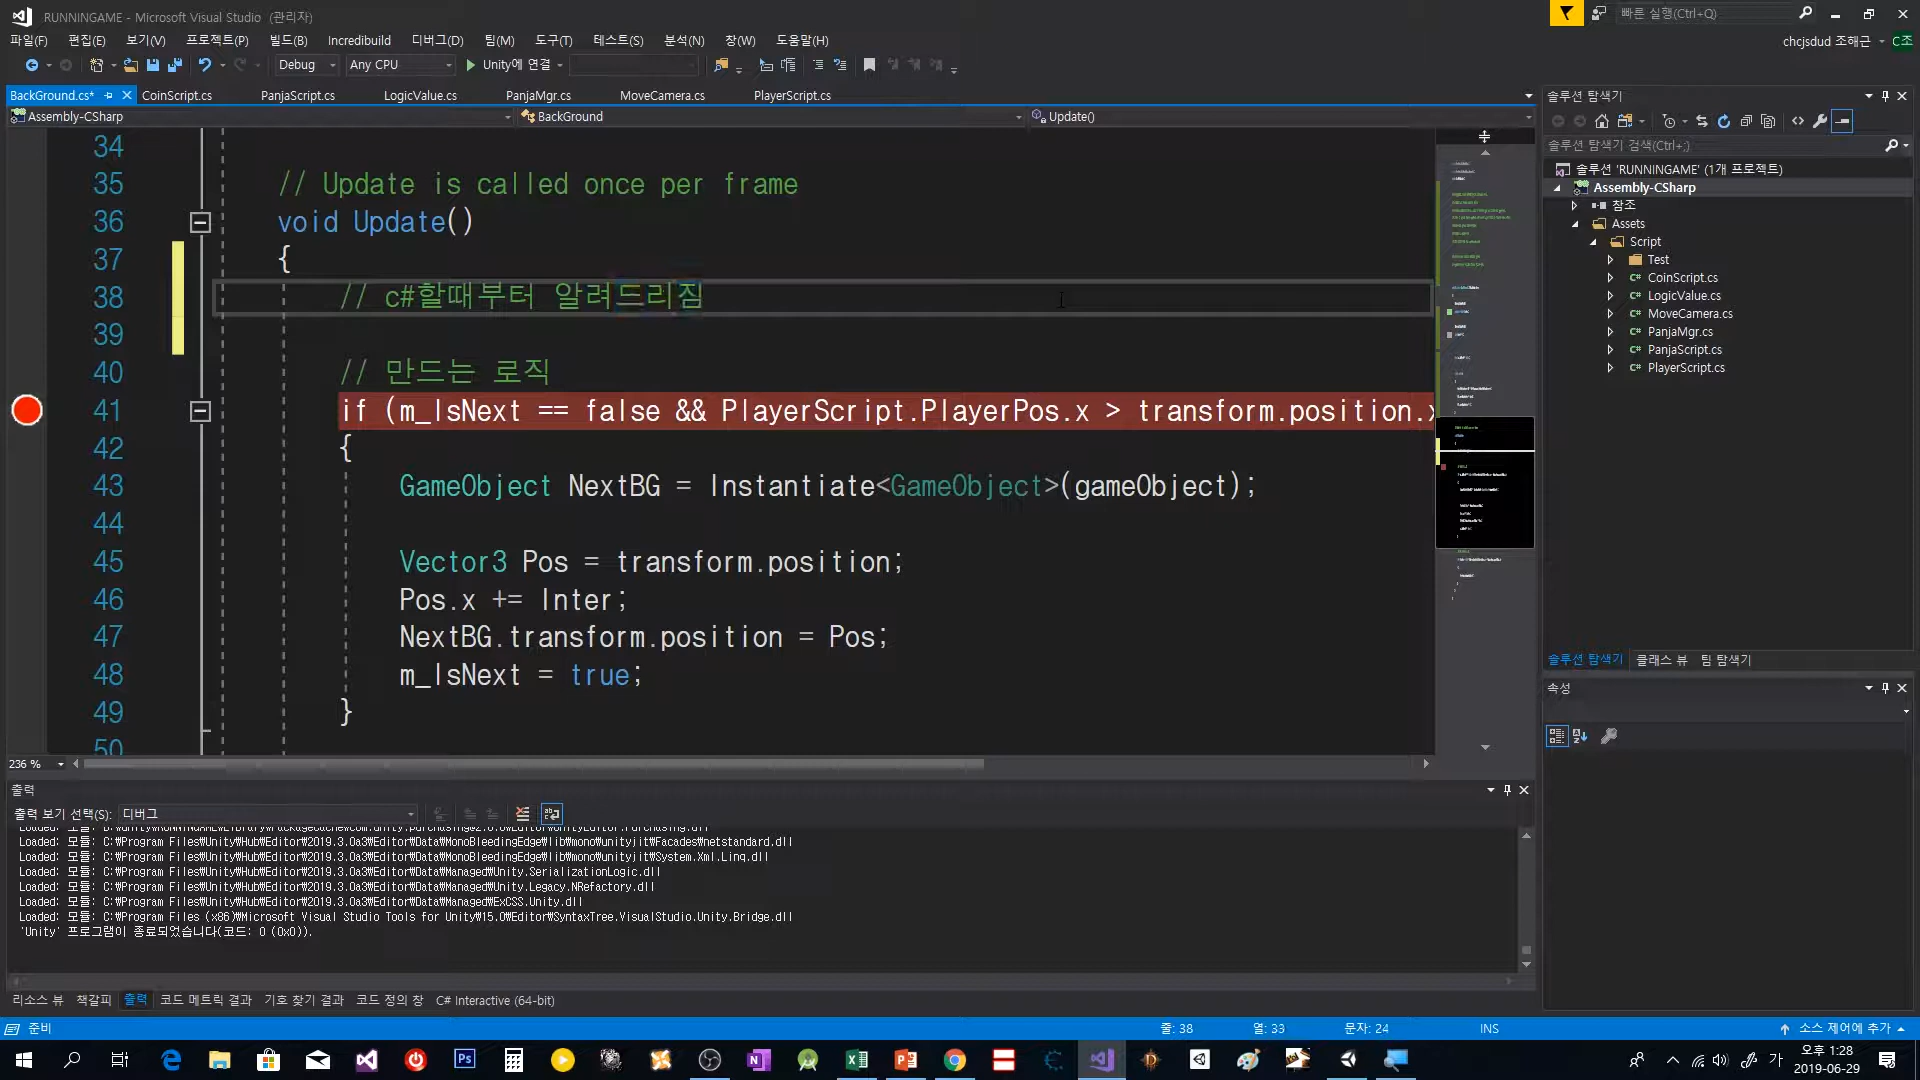 RUNNINGAME - Microsoft Visual Studio (관리자)
빠른 실행(Ctrl+Q)
파일(F) 편집(E) 보기(V) 프로젝트(P) 빌드(B) Incredibuild 디버그(D) 팀(M) 도구(T) 테스트(S) 분석(N) 창(W) 도움말(H)
chcjsdud 조해근 C조
Debug Any CPU Unity에 연결
BackGround.cs* CoinScript.cs PanjaScript.cs LogicValue.cs PanjaMgr.cs MoveCamera.cs PlayerScript.cs
Assembly-CSharp BackGround Update()
34
35 // Update is called once per frame
36 void Update()
37 {
38 // c#할때부터 알려드리짐
39
40 // 만드는 로직
41 if (m_IsNext == false && PlayerScript.PlayerPos.x > transform.position.x
42 {
43 GameObject NextBG = Instantiate<GameObject>(gameObject);
44
45 Vector3 Pos = transform.position;
46 Pos.x += Inter;
47 NextBG.transform.position = Pos;
48 m_IsNext = true;
49 }
50
236 %
솔루션 탐색기
솔루션 탐색기 검색(Ctrl+;)
솔루션 'RUNNINGAME' (1개 프로젝트)
Assembly-CSharp
참조
Assets
Script
Test
C# CoinScript.cs
C# LogicValue.cs
C# MoveCamera.cs
C# PanjaMgr.cs
C# PanjaScript.cs
C# PlayerScript.cs
솔루션 탐색기 클래스 뷰 팀 탐색기
속성
출력
출력 보기 선택(S): 디버그
Loaded: 모듈: C:₩Program Files₩Unity₩Hub₩Editor₩2019.3.0a3₩Editor₩Data₩MonoBleedingEdge₩lib₩mono₩unityjit₩Facades₩netstandard.dll
Loaded: 모듈: C:₩Program Files₩Unity₩Hub₩Editor₩2019.3.0a3₩Editor₩Data₩MonoBleedingEdge₩lib₩mono₩unityjit₩System.Xml.Linq.dll
Loaded: 모듈: C:₩Program Files₩Unity₩Hub₩Editor₩2019.3.0a3₩Editor₩Data₩Managed₩Unity.SerializationLogic.dll
Loaded: 모듈: C:₩Program Files₩Unity₩Hub₩Editor₩2019.3.0a3₩Editor₩Data₩Managed₩Unity.Legacy.NRefactory.dll
Loaded: 모듈: C:₩Program Files₩Unity₩Hub₩Editor₩2019.3.0a3₩Editor₩Data₩Managed₩ExCSS.Unity.dll
Loaded: 모듈: C:₩Program Files (x86)₩Microsoft Visual Studio Tools for Unity₩15.0₩Editor₩SyntaxTree.VisualStudio.Unity.Bridge.dll
'Unity' 프로그램이 종료되었습니다(코드: 0 (0x0)).
리소스 뷰 책갈피 출력 코드 메트릭 결과 기호 찾기 결과 코드 정의 창 C# Interactive (64-bit)
준비 줄: 38 열: 33 문자: 24 INS 소스 제어에 추가
가 오후 1:28
2019-06-29